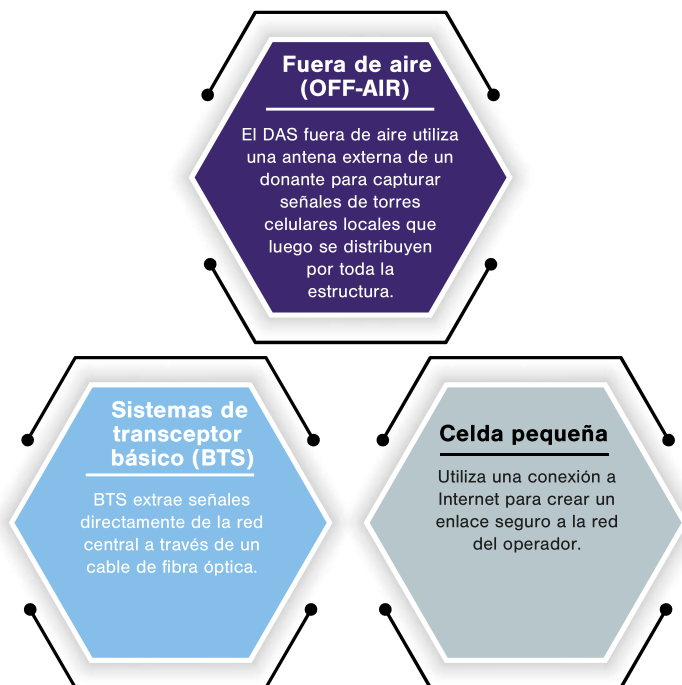 Fuera de aire
(OFF-AIR)
El DAS fuera de aire utiliza
una antena externa de un
donante para capturar
señales de torres
celulares locales que
luego se distribuyen
por toda la
estructura.
Sistemas de
transceptor
básico (BTS)
BTS extrae señales
directamente de la red
central a través de un
cable de fibra óptica.
Celda pequeña
Utiliza una conexión a
Internet para crear un
enlace seguro a la red
del operador.